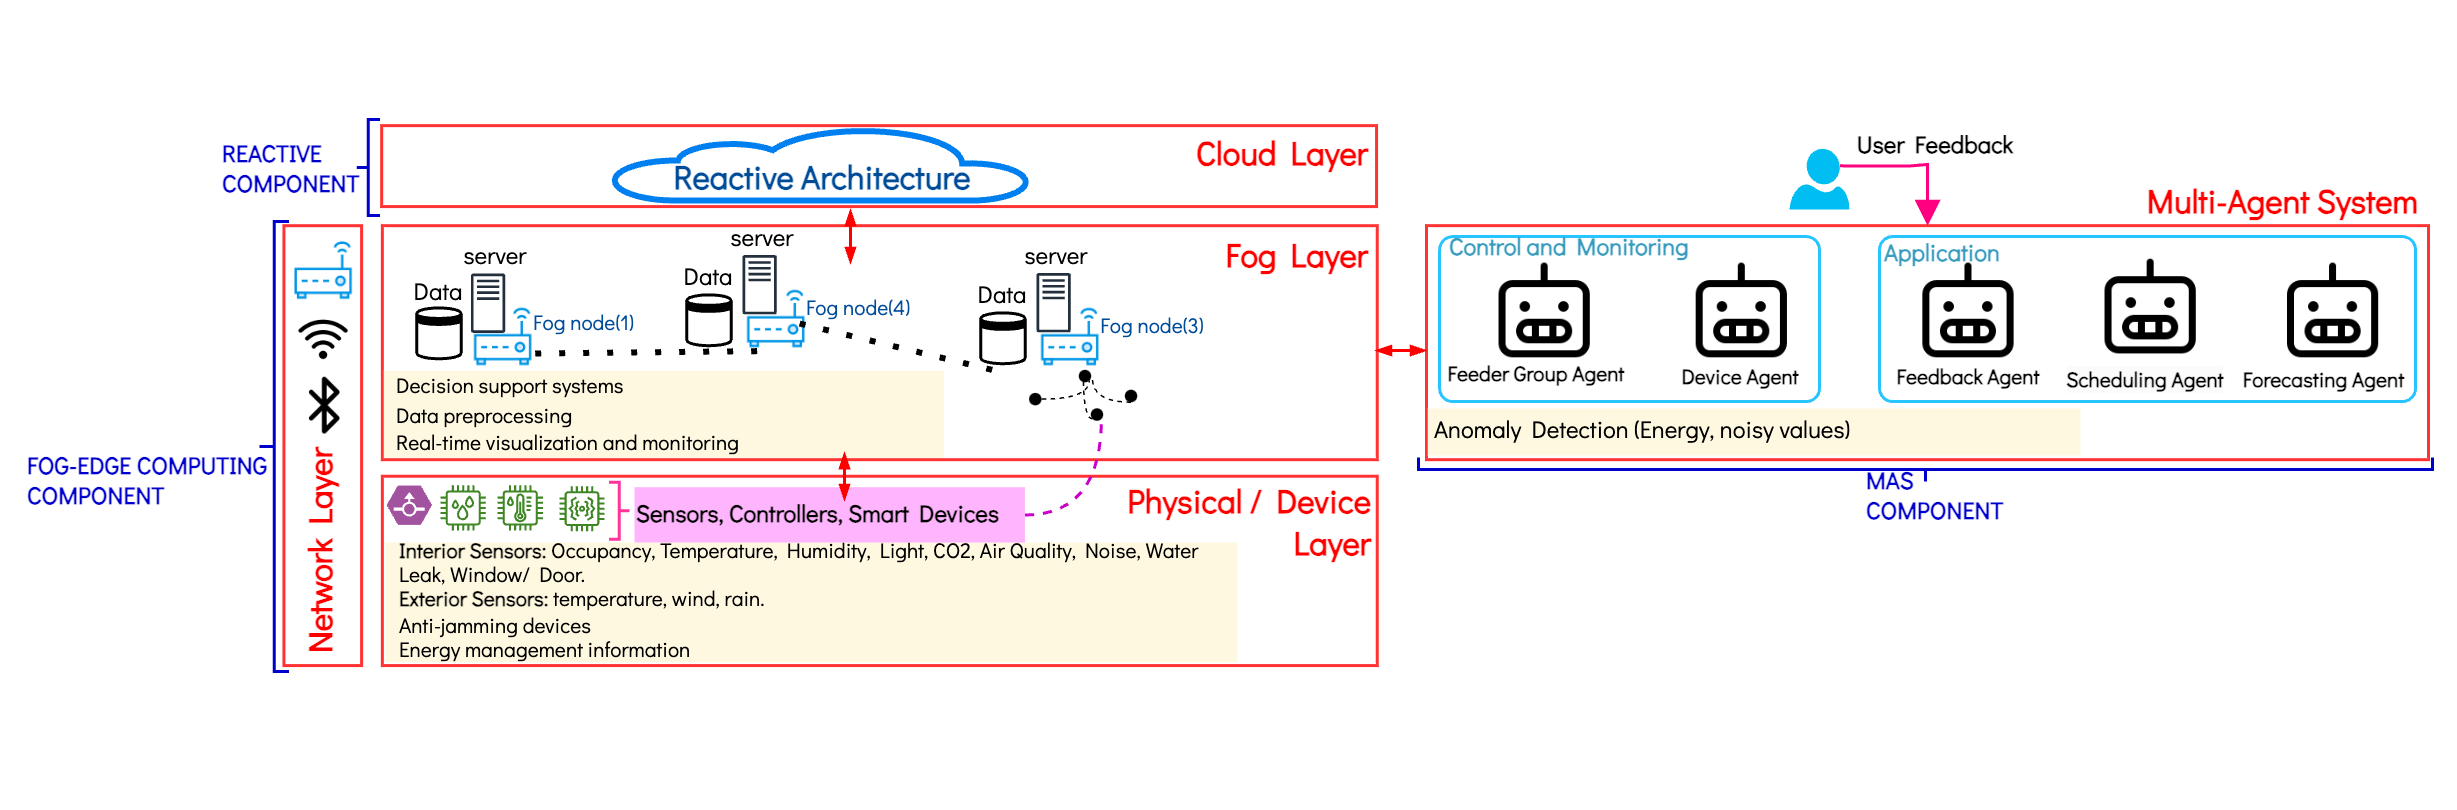 REACTIVE
COMPONENT
Cloud Layer
Reactive Architecture
FOG-EDGE COMPUTING
COMPONENT
Network Layer
Fog Layer
server
Data
Fog node(1)
server
Data
Fog node(4)
server
Data
Fog node(3)
Decision support systems
Data preprocessing
Real-time visualization and monitoring
Physical / Device
Layer
Sensors, Controllers, Smart Devices
Interior Sensors: Occupancy, Temperature, Humidity, Light, CO2, Air Quality, Noise, Water
Leak, Window/ Door.
Exterior Sensors: temperature, wind, rain.
Anti-jamming devices
Energy management information
User Feedback
Multi-Agent System
Control and Monitoring
Feeder Group Agent
Device Agent
Application
Feedback Agent
Scheduling Agent
Forecasting Agent
Anomaly Detection (Energy, noisy values)
MAS
COMPONENT